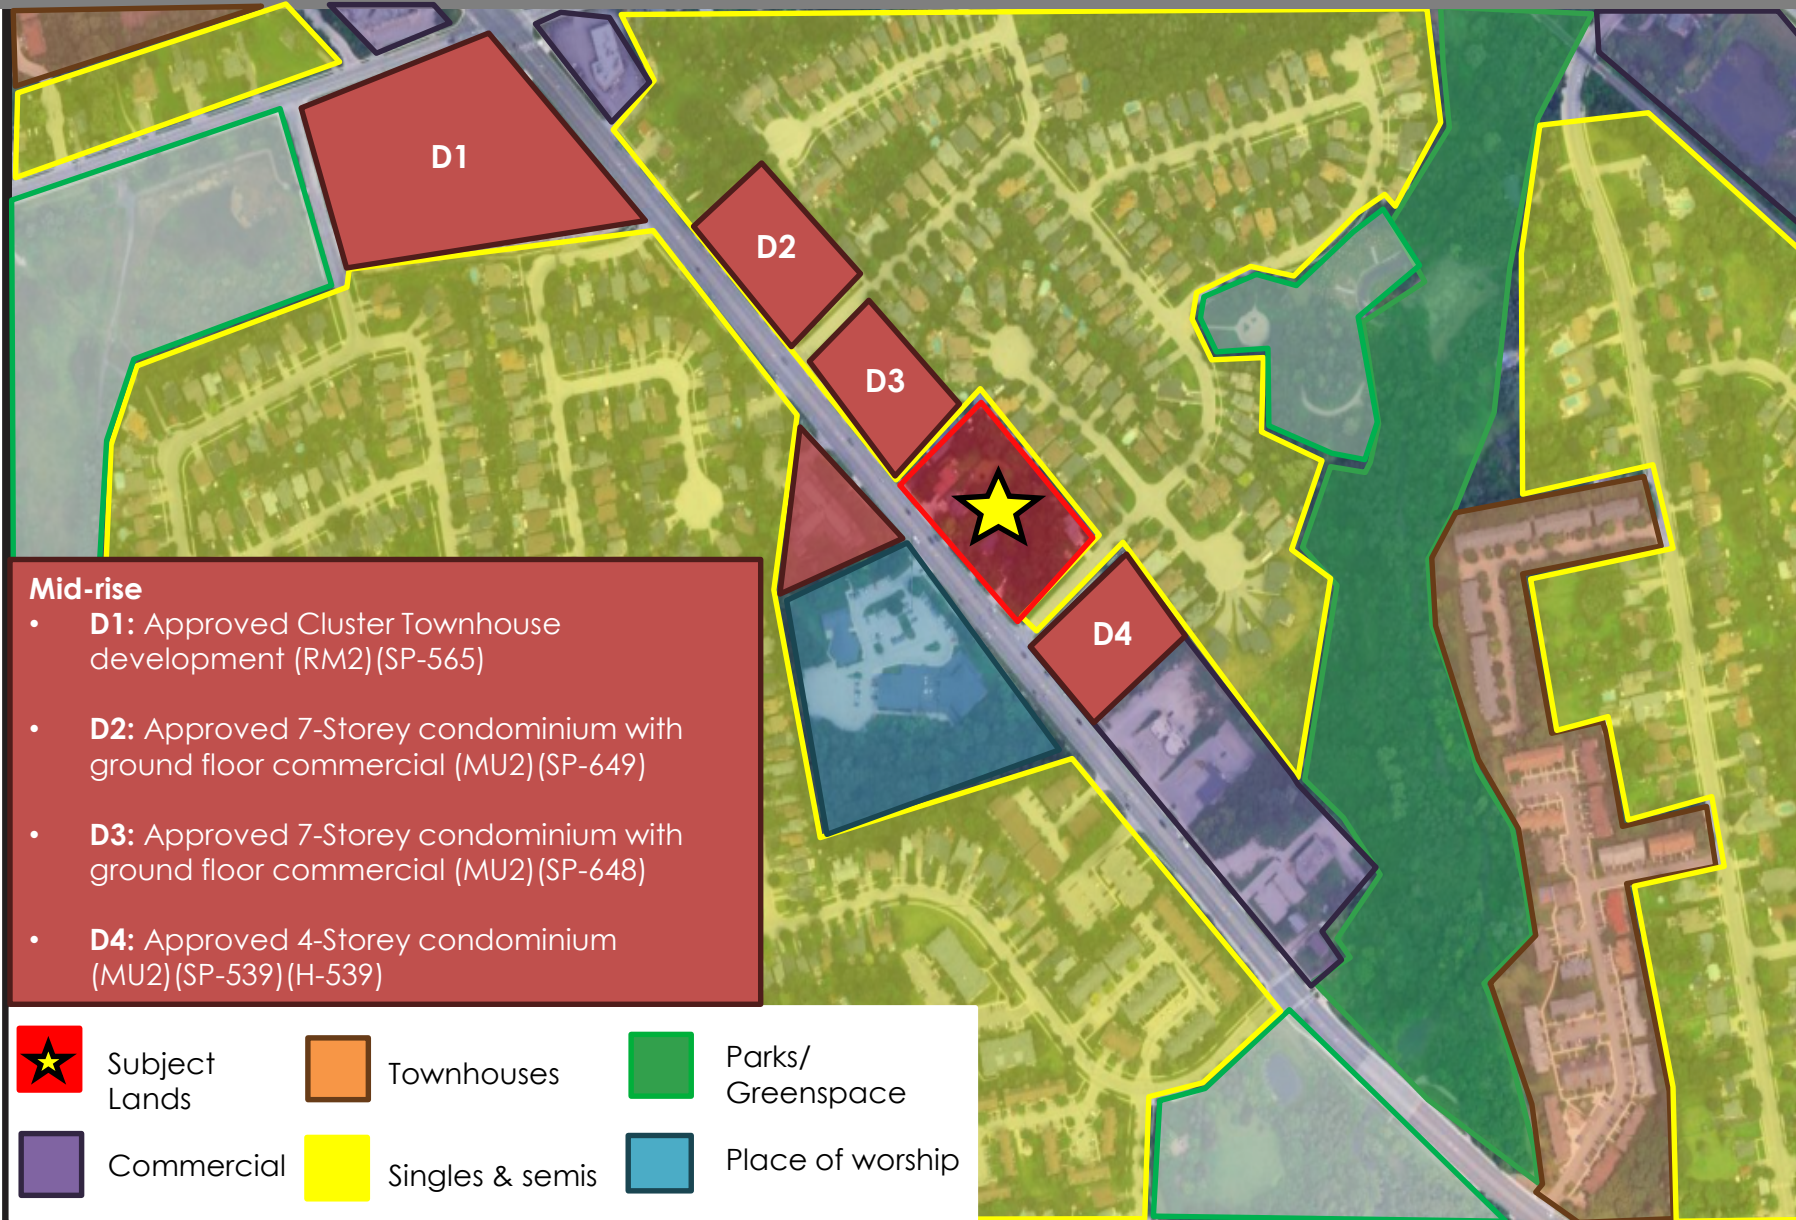 D1
D2
D3
D4
Mid-rise
• D1: Approved Cluster Townhouse
development (RM2)(SP-565)
• D2: Approved 7-Storey condominium with
ground floor commercial (MU2)(SP-649)
• D3: Approved 7-Storey condominium with
ground floor commercial (MU2)(SP-648)
• D4: Approved 4-Storey condominium
(MU2)(SP-539)(H-539)
Subject
Lands
Townhouses
Parks/
Greenspace
Commercial
Singles & semis
Place of worship